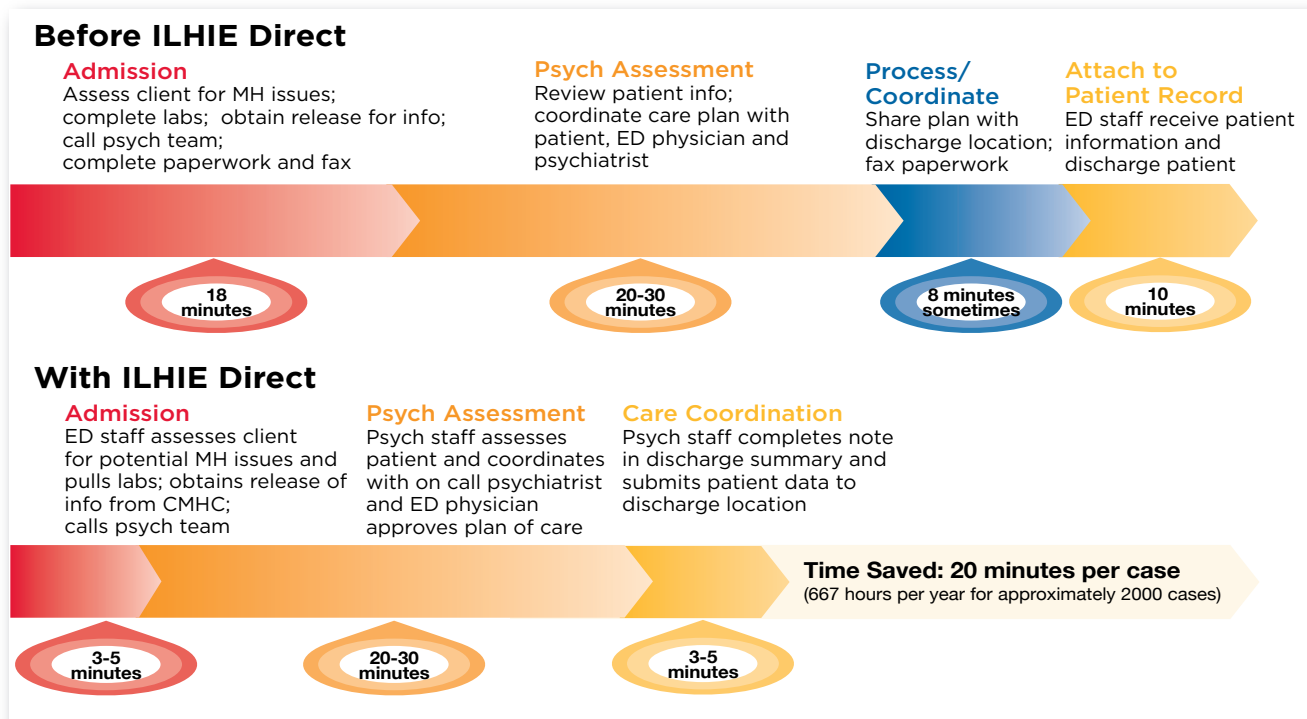 Before ILHIE Direct
Admission
Assess client for MH issues;
complete labs;  obtain release for info;
call psych team;
complete paperwork and fax
Psych Assessment
Review patient info;
coordinate care plan with
patient, ED physician and
psychiatrist
Process/
Coordinate
Share plan with
discharge location;
fax paperwork
Attach to
Patient Record
ED staff receive patient
information and
discharge patient
18
minutes
20-30
minutes
8 minutes
sometimes
10
minutes
With ILHIE Direct
Admission
ED staff assesses client
for potential MH issues and
pulls labs; obtains release of
info from CMHC;
calls psych team
Psych Assessment
Psych staff assesses
patient and coordinates
with on call psychiatrist
and ED physician
approves plan of care
Care Coordination
Psych staff completes note
in discharge summary and
submits patient data to
discharge location
Time Saved: 20 minutes per case
(667 hours per year for approximately 2000 cases)
3-5
minutes
20-30
minutes
3-5
minutes